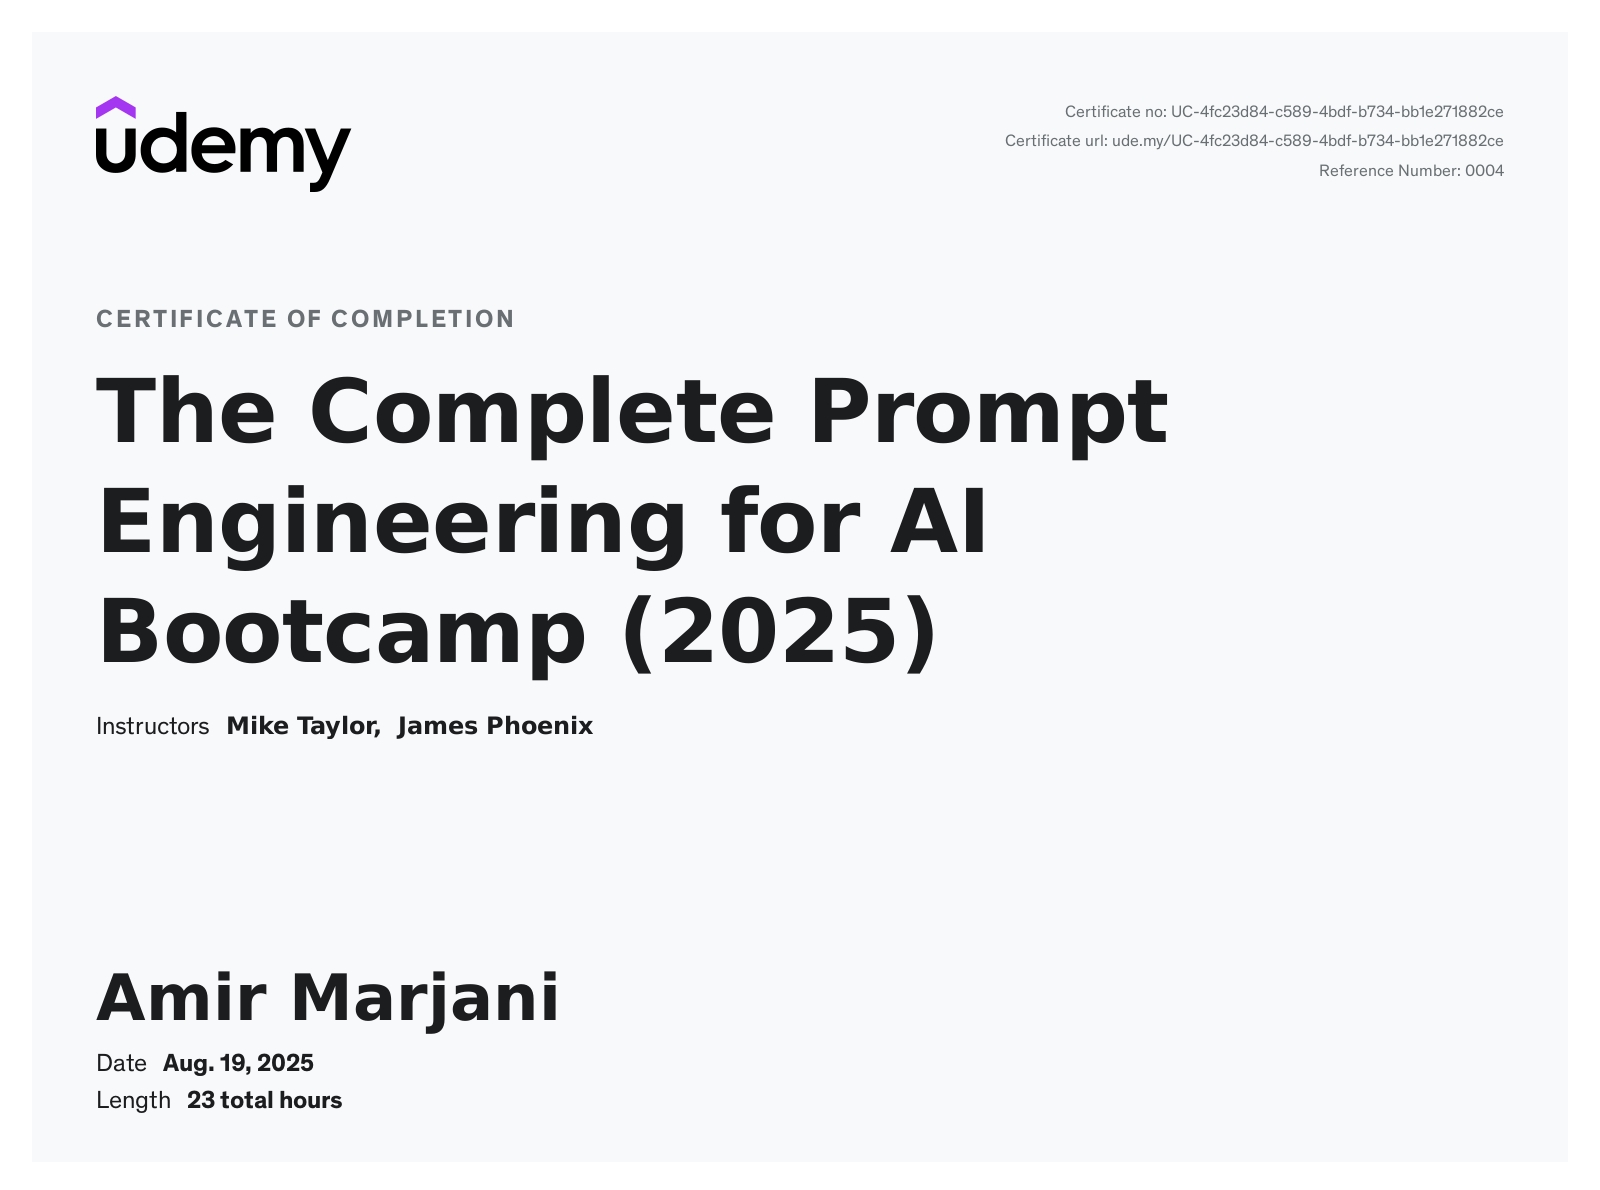 udemy
Certificate no: UC-4fc23d84-c589-4bdf-b734-bb1e271882ce
Certificate url: ude.my/UC-4fc23d84-c589-4bdf-b734-bb1e271882ce
Reference Number: 0004
CERTIFICATE OF COMPLETION
The Complete Prompt
Engineering for AI
Bootcamp (2025)
Instructors Mike Taylor, James Phoenix
Amir Marjani
Date Aug. 19, 2025
Length 23 total hours